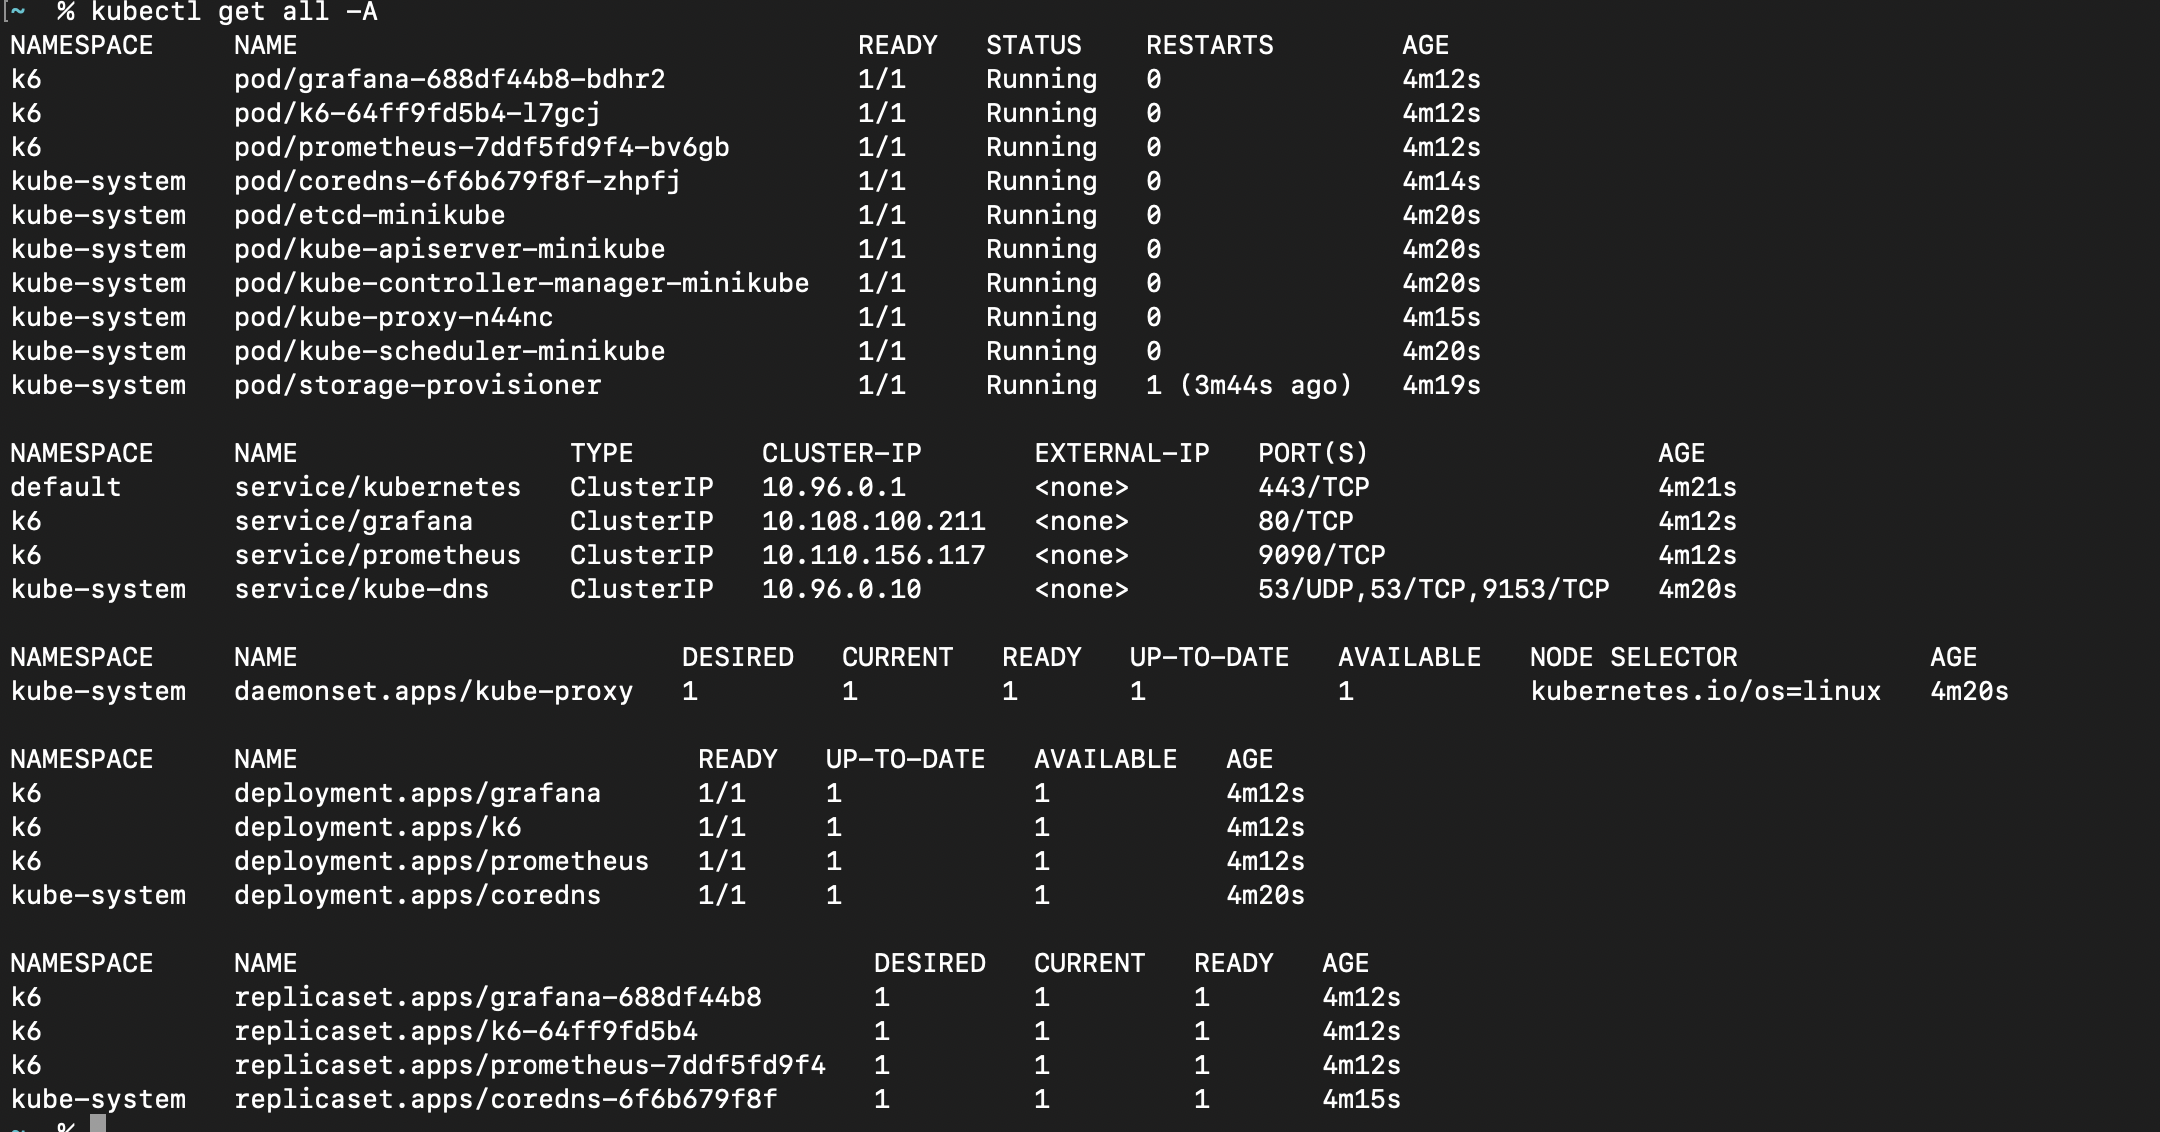 [~ % kubectl get all -A
NAMESPACE NAME READY STATUS RESTARTS AGE
k6 pod/grafana-688df44b8-bdhr2 1/1 Running 0 4m12s
k6 pod/k6-64ff9fd5b4-l7gcj 1/1 Running 0 4m12s
k6 pod/prometheus-7ddf5fd9f4-bv6gb 1/1 Running 0 4m12s
kube-system pod/coredns-6f6b679f8f-zhpfj 1/1 Running 0 4m14s
kube-system pod/etcd-minikube 1/1 Running 0 4m20s
kube-system pod/kube-apiserver-minikube 1/1 Running 0 4m20s
kube-system pod/kube-controller-manager-minikube 1/1 Running 0 4m20s
kube-system pod/kube-proxy-n44nc 1/1 Running 0 4m15s
kube-system pod/kube-scheduler-minikube 1/1 Running 0 4m20s
kube-system pod/storage-provisioner 1/1 Running 1 (3m44s ago) 4m19s
NAMESPACE NAME TYPE CLUSTER-IP EXTERNAL-IP PORT(S) AGE
default service/kubernetes ClusterIP 10.96.0.1 <none> 443/TCP 4m21s
k6 service/grafana ClusterIP 10.108.100.211 <none> 80/TCP 4m12s
k6 service/prometheus ClusterIP 10.110.156.117 <none> 9090/TCP 4m12s
kube-system service/kube-dns ClusterIP 10.96.0.10 <none> 53/UDP,53/TCP,9153/TCP 4m20s
NAMESPACE NAME DESIRED CURRENT READY UP-TO-DATE AVAILABLE NODE SELECTOR AGE
kube-system daemonset.apps/kube-proxy 1 1 1 1 1 kubernetes.io/os=linux 4m20s
NAMESPACE NAME READY UP-TO-DATE AVAILABLE AGE
k6 deployment.apps/grafana 1/1 1 1 4m12s
k6 deployment.apps/k6 1/1 1 1 4m12s
k6 deployment.apps/prometheus 1/1 1 1 4m12s
kube-system deployment.apps/coredns 1/1 1 1 4m20s
NAMESPACE NAME DESIRED CURRENT READY AGE
k6 replicaset.apps/grafana-688df44b8 1 1 1 4m12s
k6 replicaset.apps/k6-64ff9fd5b4 1 1 1 4m12s
k6 replicaset.apps/prometheus-7ddf5fd9f4 1 1 1 4m12s
kube-system replicaset.apps/coredns-6f6b679f8f 1 1 1 4m15s
~ %